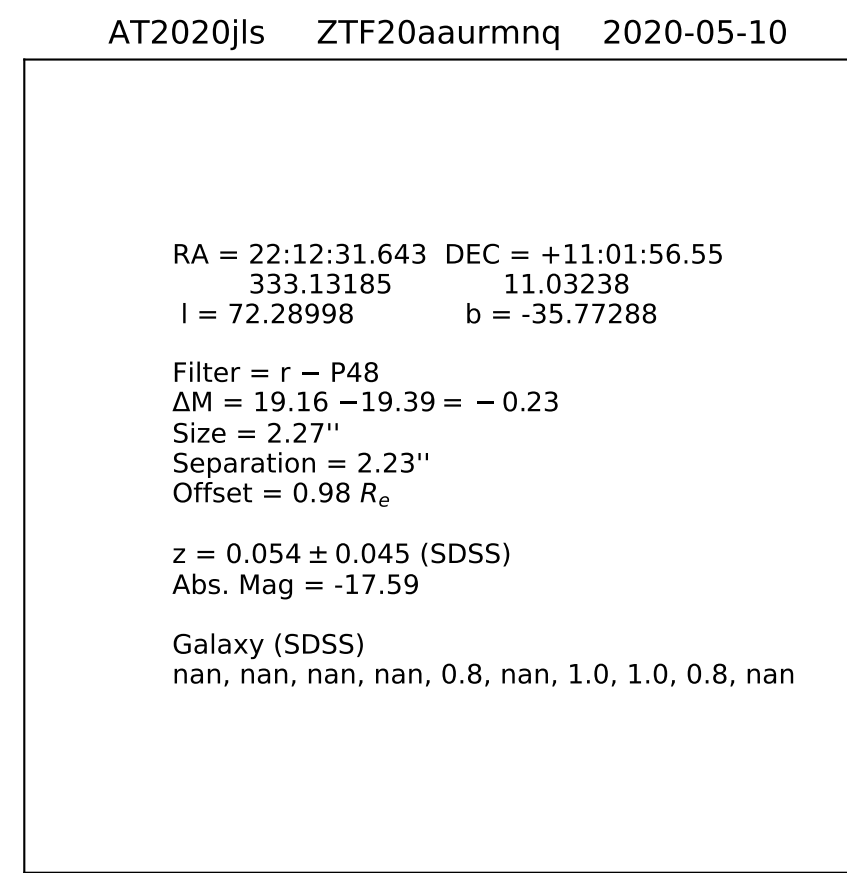 AT2020jls ZTF20aaurmnq 2020-05-10
RA = 22:12:31.643 DEC = +11:01:56.55
333.13185 11.03238
l = 72.28998 b = -35.77288
Filter = r − P48
ΔM = 19.16 −19.39 = − 0.23
Size = 2.27''
Separation = 2.23''
Offset = 0.98 Rₑ
z = 0.054 ± 0.045 (SDSS)
Abs. Mag = -17.59
Galaxy (SDSS)
nan, nan, nan, nan, 0.8, nan, 1.0, 1.0, 0.8, nan